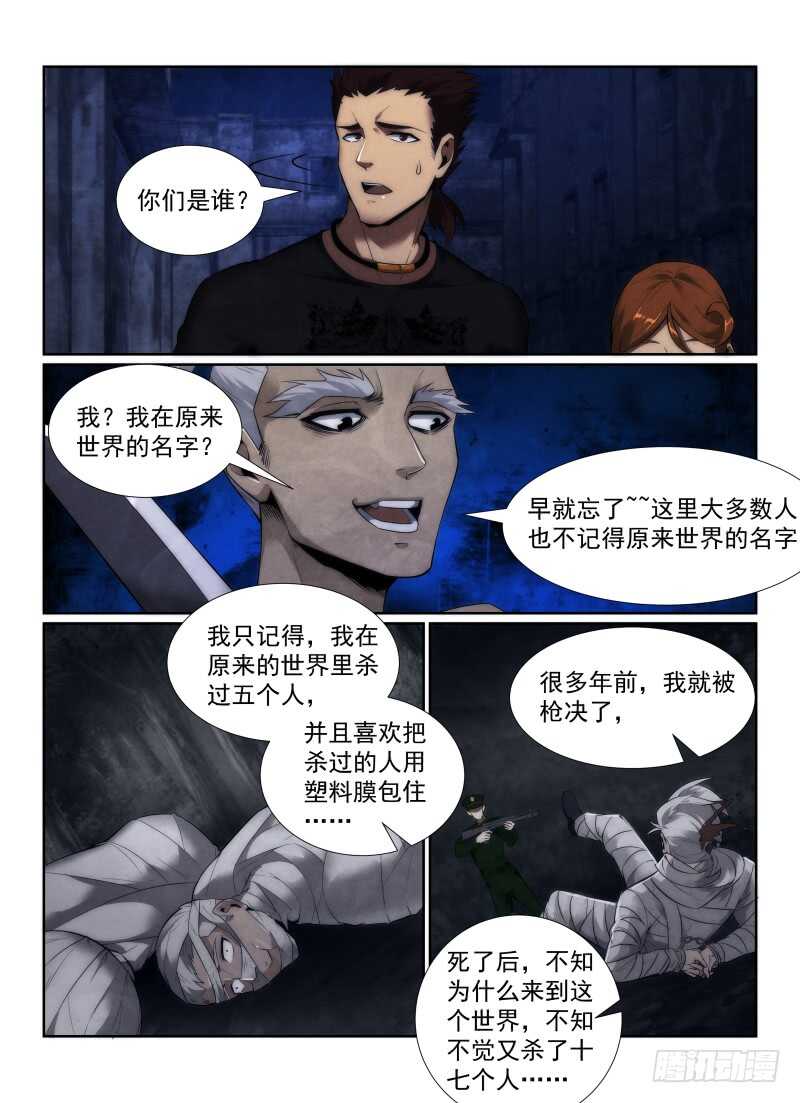 你们是谁？
我？我在原来
世界的名字？
早就忘了~~这里大多数人
也不记得原来世界的名字
我只记得，我在
原来的世界里杀
过五个人，
并且喜欢把
杀过的人用
塑料膜包住
……
很多年前，我就被
枪决了，
死了后，不知
为什么来到这
个世界，不知
不觉又杀了十
七个人……
腾讯动漫